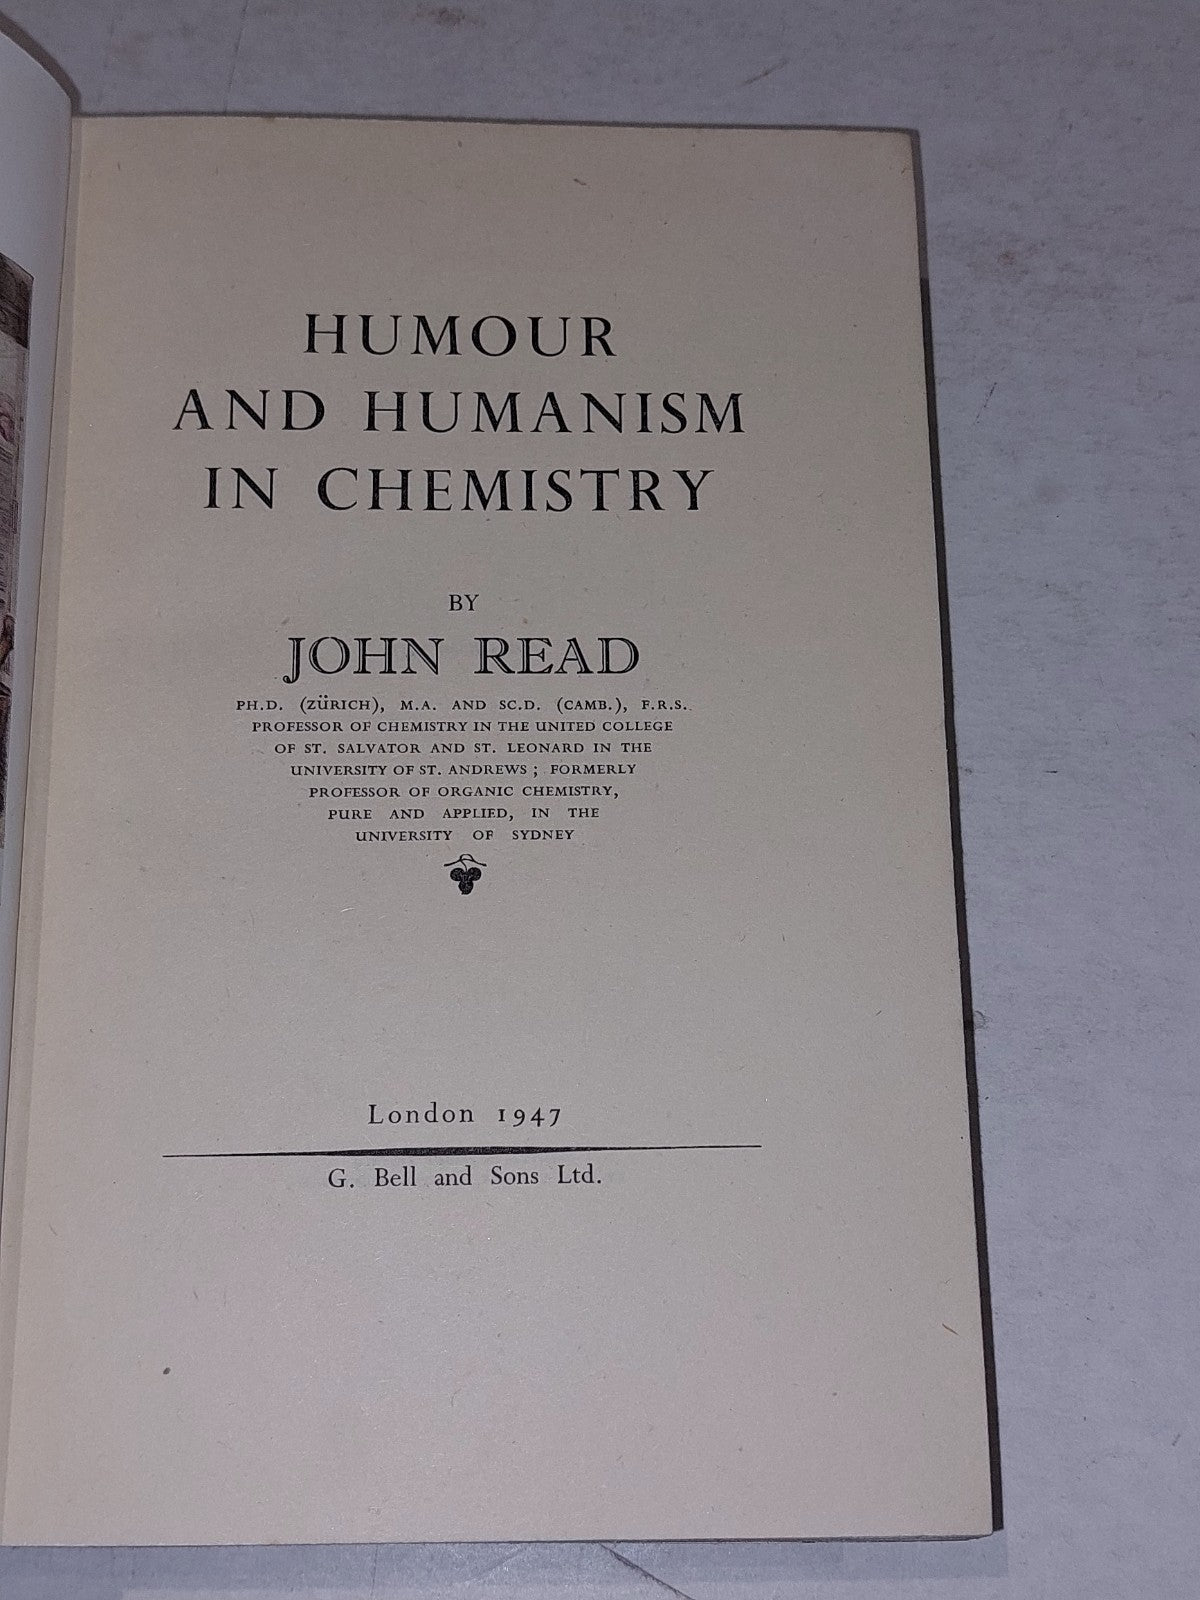 HUMOUR
AND HUMANISM
IN CHEMISTRY
BY
JOHN READ
PH.D. (ZÜRICH), M.A. AND SC.D. (CAMB.), F.R.S.
PROFESSOR OF CHEMISTRY IN THE UNITED COLLEGE
OF ST. SALVATOR AND ST. LEONARD IN THE
UNIVERSITY OF ST. ANDREWS ; FORMERLY
PROFESSOR OF ORGANIC CHEMISTRY,
PURE AND APPLIED, IN THE
UNIVERSITY OF SYDNEY
London 1947
G. Bell and Sons Ltd.